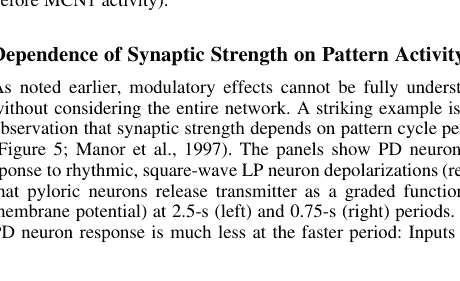 efore MCN1 activity).
Dependence of Synaptic Strength on Pattern Activity
As noted earlier, modulatory effects cannot be fully underst
without considering the entire network. A striking example is
observation that synaptic strength depends on pattern cycle pe
(Figure 5; Manor et al., 1997). The panels show PD neuron
sponse to rhythmic, square-wave LP neuron depolarizations (re
that pyloric neurons release transmitter as a graded function
membrane potential) at 2.5-s (left) and 0.75-s (right) periods.
PD neuron response is much less at the faster period: Inputs